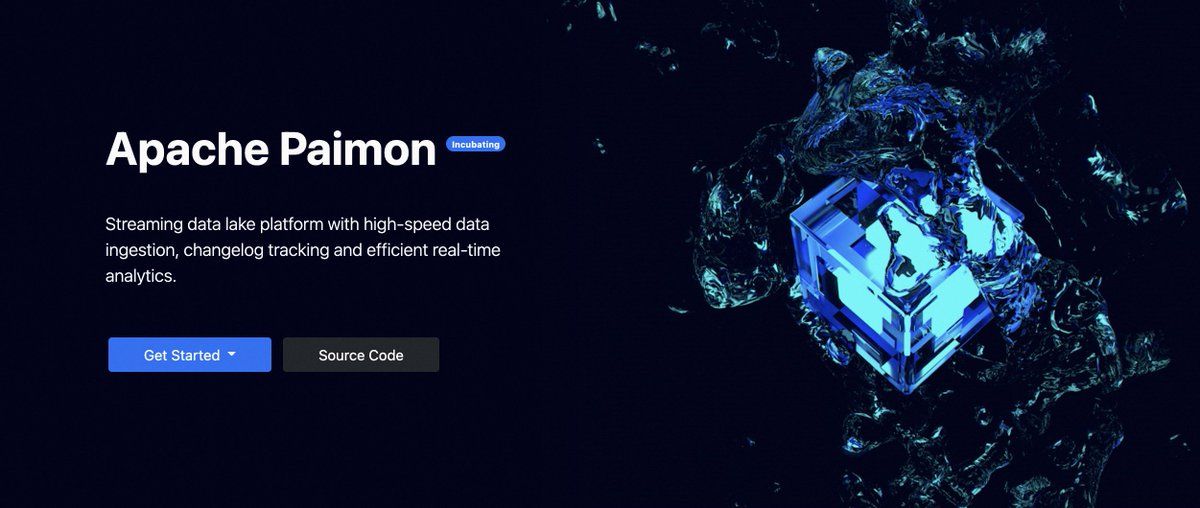 Apache Paimon Incubating
Streaming data lake platform with high-speed data
ingestion, changelog tracking and efficient real-time
analytics.
Get Started
Source Code